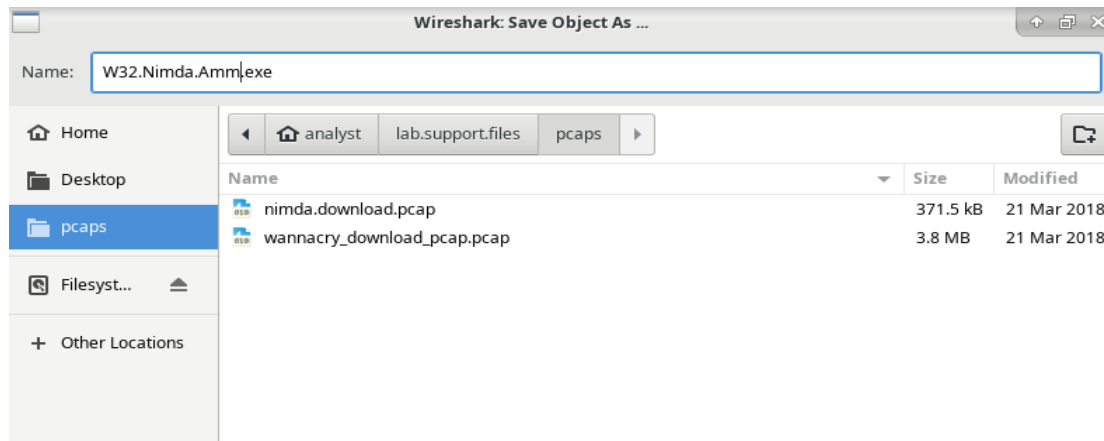 Wireshark: Save Object As ...
Name: W32.Nimda.Amm.exe
Home
Desktop
pcaps
Filesyst...
Other Locations
analyst lab.support.files pcaps
Name Size Modified
nimda.download.pcap 371.5 kB 21 Mar 2018
wannacry_download_pcap.pcap 3.8 MB 21 Mar 2018